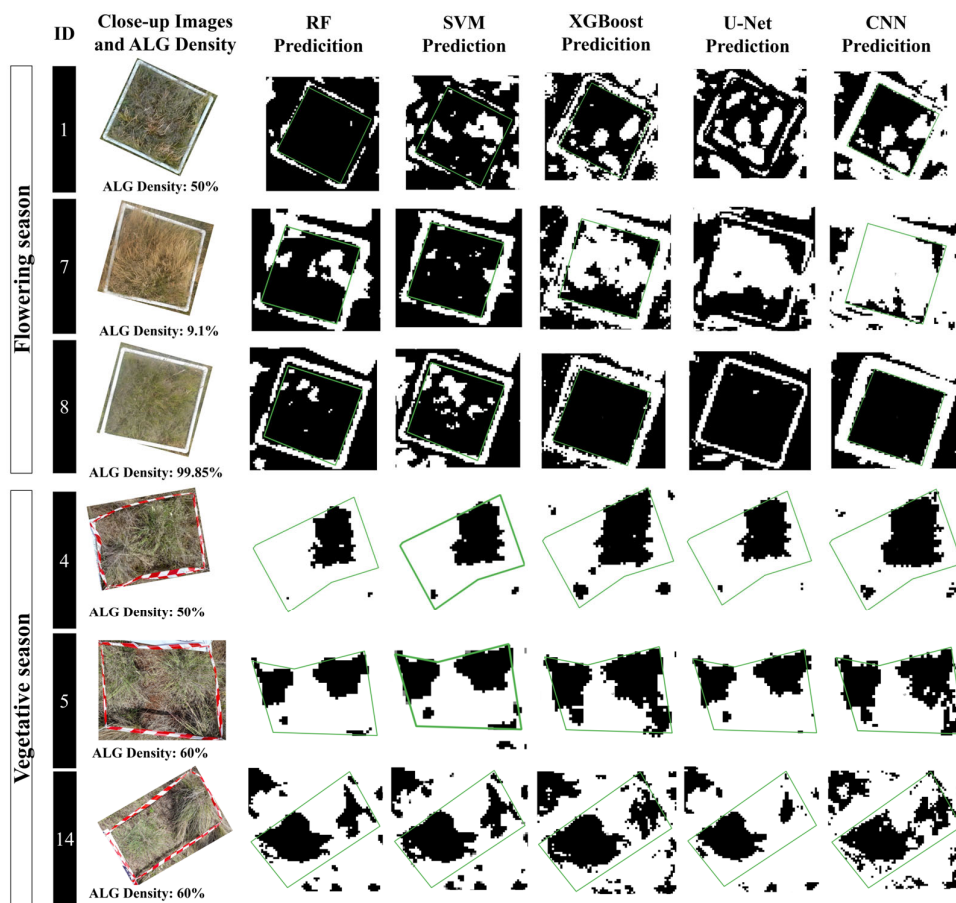 ID
Close-up Images
and ALG Density
RF
Predicition
SVM
Predicition
XGBoost
Predicition
U-Net
Predicition
CNN
Predicition
Flowering season
1
ALG Density: 50%
7
ALG Density: 9.1%
8
ALG Density: 99.85%
Vegetative season
4
ALG Density: 50%
5
ALG Density: 60%
14
ALG Density: 60%